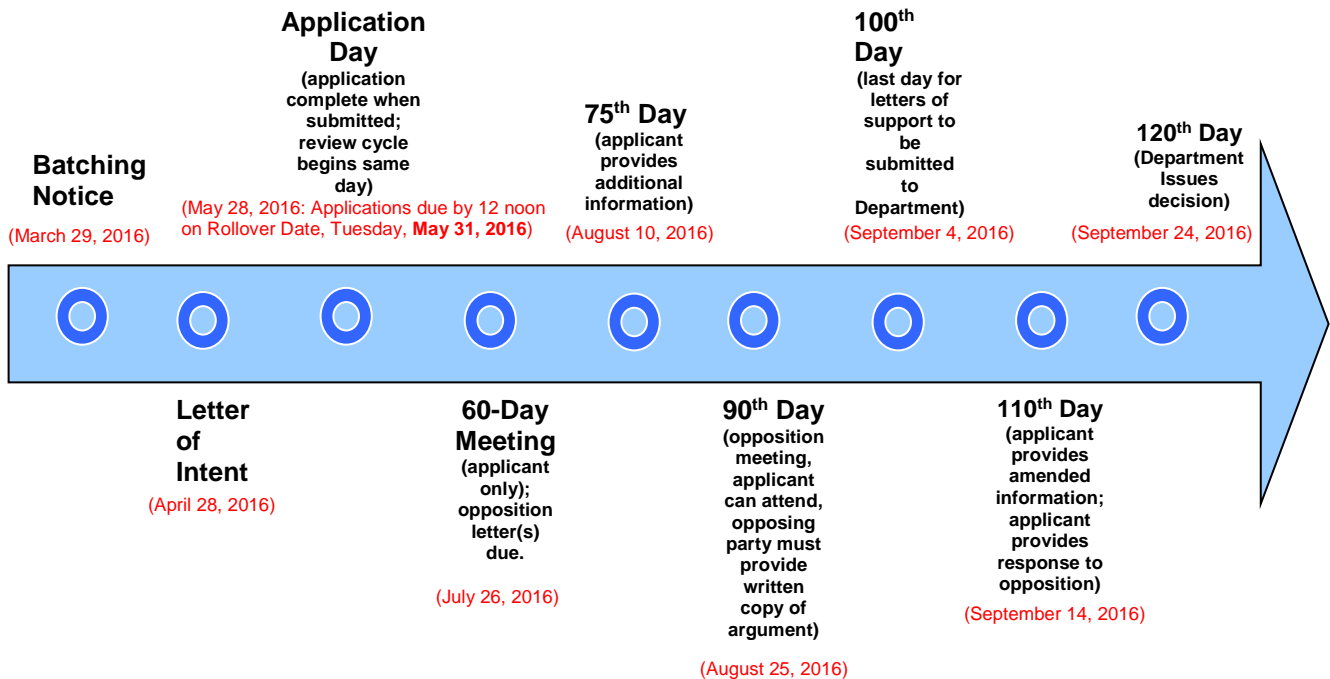 Batching
Notice
(March 29, 2016)
Letter
of
Intent
(April 28, 2016)
Application
Day
(application
complete when
submitted;
review cycle
begins same
day)
(May 28, 2016: Applications due by 12 noon
on Rollover Date, Tuesday, May 31, 2016)
60-Day
Meeting
(applicant
only);
opposition
letter(s)
due.
(July 26, 2016)
75th Day
(applicant
provides
additional
information)
(August 10, 2016)
90th Day
(opposition
meeting,
applicant
can attend,
opposing
party must
provide
written
copy of
argument)
(August 25, 2016)
100th
Day
(last day for
letters of
support to
be
submitted
to
Department)
(September 4, 2016)
110th Day
(applicant
provides
amended
information;
applicant
provides
response to
opposition)
(September 14, 2016)
120th Day
(Department
Issues
decision)
(September 24, 2016)